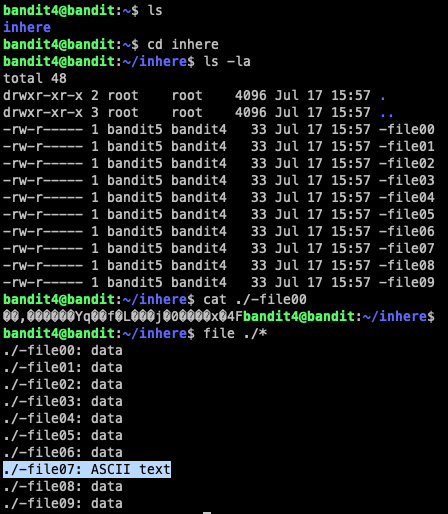 bandit4@bandit:~$ ls
inhere
bandit4@bandit:~$ cd inhere
bandit4@bandit:~/inhere$ ls -la
total 48
drwxr-xr-x 2 root    root    4096 Jul 17 15:57 .
drwxr-xr-x 3 root    root    4096 Jul 17 15:57 ..
-rw-r----- 1 bandit5 bandit4   33 Jul 17 15:57 -file00
-rw-r----- 1 bandit5 bandit4   33 Jul 17 15:57 -file01
-rw-r----- 1 bandit5 bandit4   33 Jul 17 15:57 -file02
-rw-r----- 1 bandit5 bandit4   33 Jul 17 15:57 -file03
-rw-r----- 1 bandit5 bandit4   33 Jul 17 15:57 -file04
-rw-r----- 1 bandit5 bandit4   33 Jul 17 15:57 -file05
-rw-r----- 1 bandit5 bandit4   33 Jul 17 15:57 -file06
-rw-r----- 1 bandit5 bandit4   33 Jul 17 15:57 -file07
-rw-r----- 1 bandit5 bandit4   33 Jul 17 15:57 -file08
-rw-r----- 1 bandit5 bandit4   33 Jul 17 15:57 -file09
bandit4@bandit:~/inhere$ cat ./-file00
��,������Yq��f�L���j�0����x�4Fbandit4@bandit:~/inhere$
bandit4@bandit:~/inhere$ file ./*
./-file00: data
./-file01: data
./-file02: data
./-file03: data
./-file04: data
./-file05: data
./-file06: data
./-file07: ASCII text
./-file08: data
./-file09: data